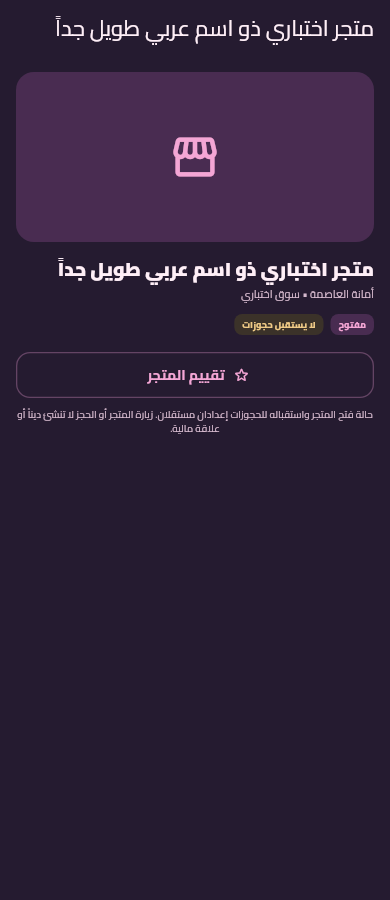 متجر اختباري ذو اسم عربي طويل جداً
متجر اختباري ذو اسم عربي طويل جداً
أمانة العاصمة • سوق اختباري
مفتوح
لا يستقبل حجوزات
تقييم المتجر
حالة فتح المتجر واستقباله للحجوزات إعدادان مستقلان. زيارة المتجر أو الحجز لا تنشئ ديناً أو
علاقة مالية.